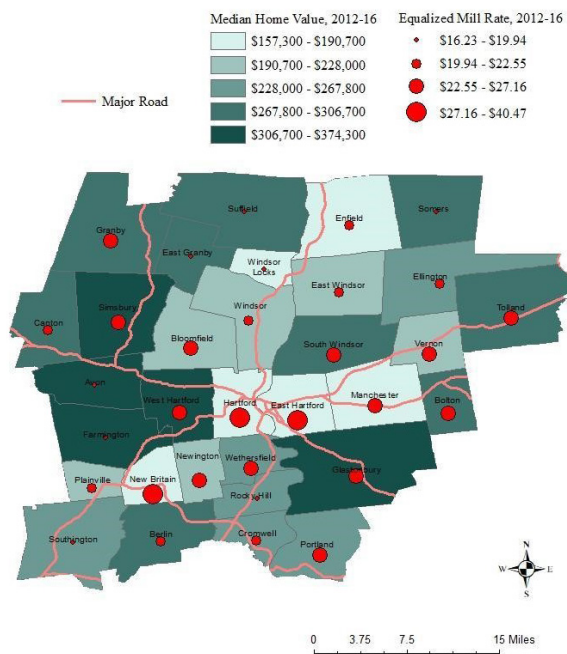 Median Home Value, 2012-16
$157,300 - $190,700
$190,700 - $228,000
$228,000 - $267,800
$267,800 - $306,700
$306,700 - $374,300
Equalized Mill Rate, 2012-16
$16.23 - $19.94
$19.94 - $22.55
$22.55 - $27.16
$27.16 - $40.47
Major Road
Suffield
Somers
Enfield
Granby
East Granby
Windsor
Locks
Ellington
East Windsor
Simsbury
Windsor
Tolland
Canton
Bloomfield
South Windsor
Vernon
Avon
West Hartford
Hartford
East Hartford
Manchester
Bolton
Farmington
Newington
Wethersfield
Glastonbury
Plainville
New Britain
Rocky Hill
Southington
Berlin
Cromwell
Portland
N
W
E
S
0
3.75
7.5
15 Miles